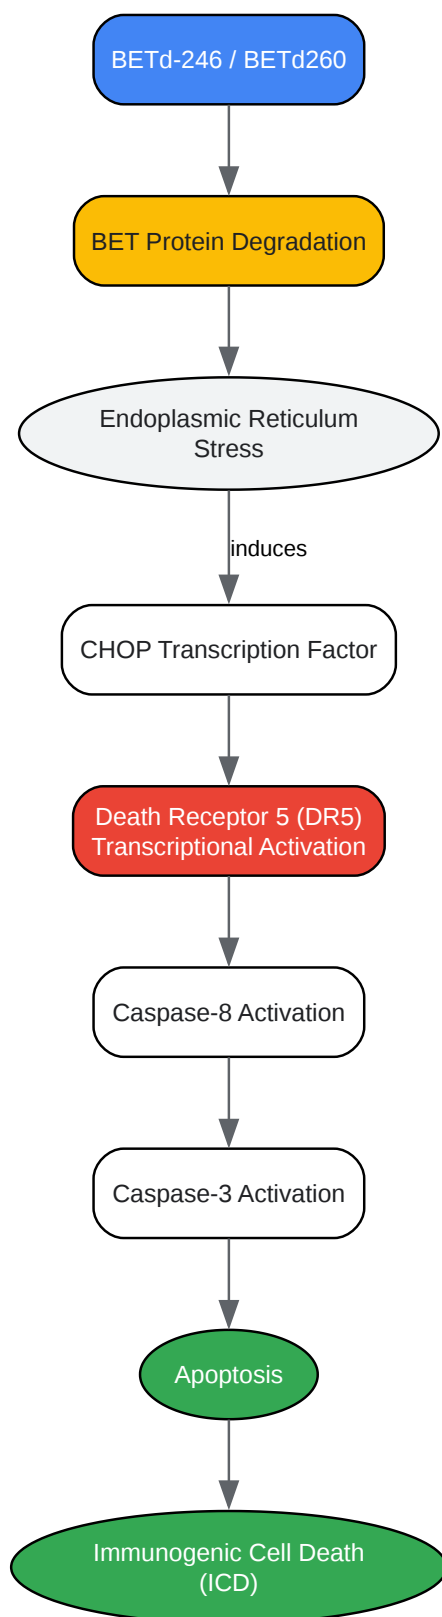 BETd-246 / BETd260
BET Protein Degradation
Endoplasmic Reticulum
Stress
induces
CHOP Transcription Factor
Death Receptor 5 (DR5)
Transcriptional Activation
Caspase-8 Activation
Caspase-3 Activation
Apoptosis
Immunogenic Cell Death
(ICD)